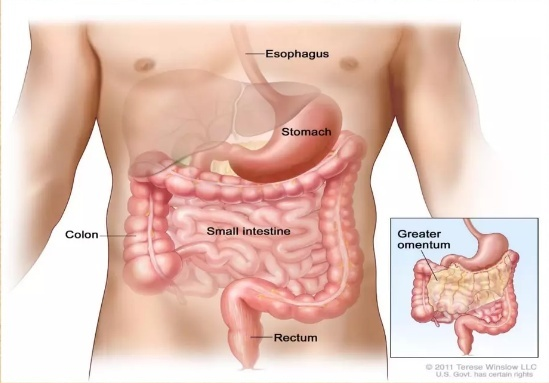 Esophagus
Stomach
Colon
Small intestine
Rectum
Greater
omentum
© 2011 Terese Winslow LLC
U.S. Govt. has certain rights